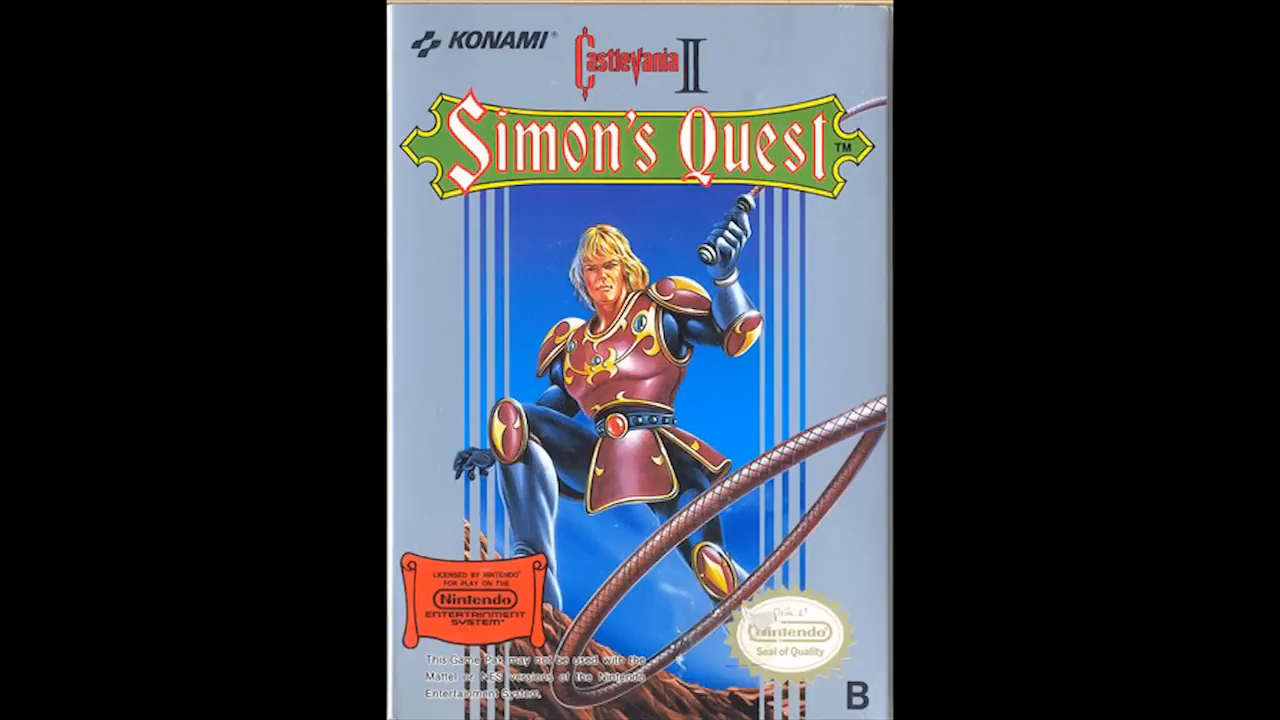 KONAMI®
Castlevania II
Simon's Quest™
LICENSED BY NINTENDO®
FOR PLAY ON THE
Nintendo
ENTERTAINMENT
SYSTEM™
Nintendo
Seal of Quality
This Game Pak may not be used with the
Mattel or NES versions of the Nintendo
Entertainment System.
B